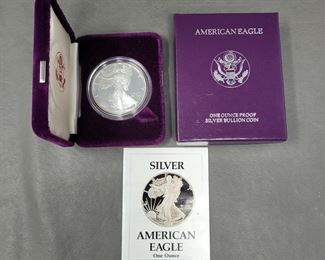 AMERICAN EAGLE
ONE OUNCE PROOF
SILVER BULLION COIN
SILVER
AMERICAN
EAGLE
One Ounce